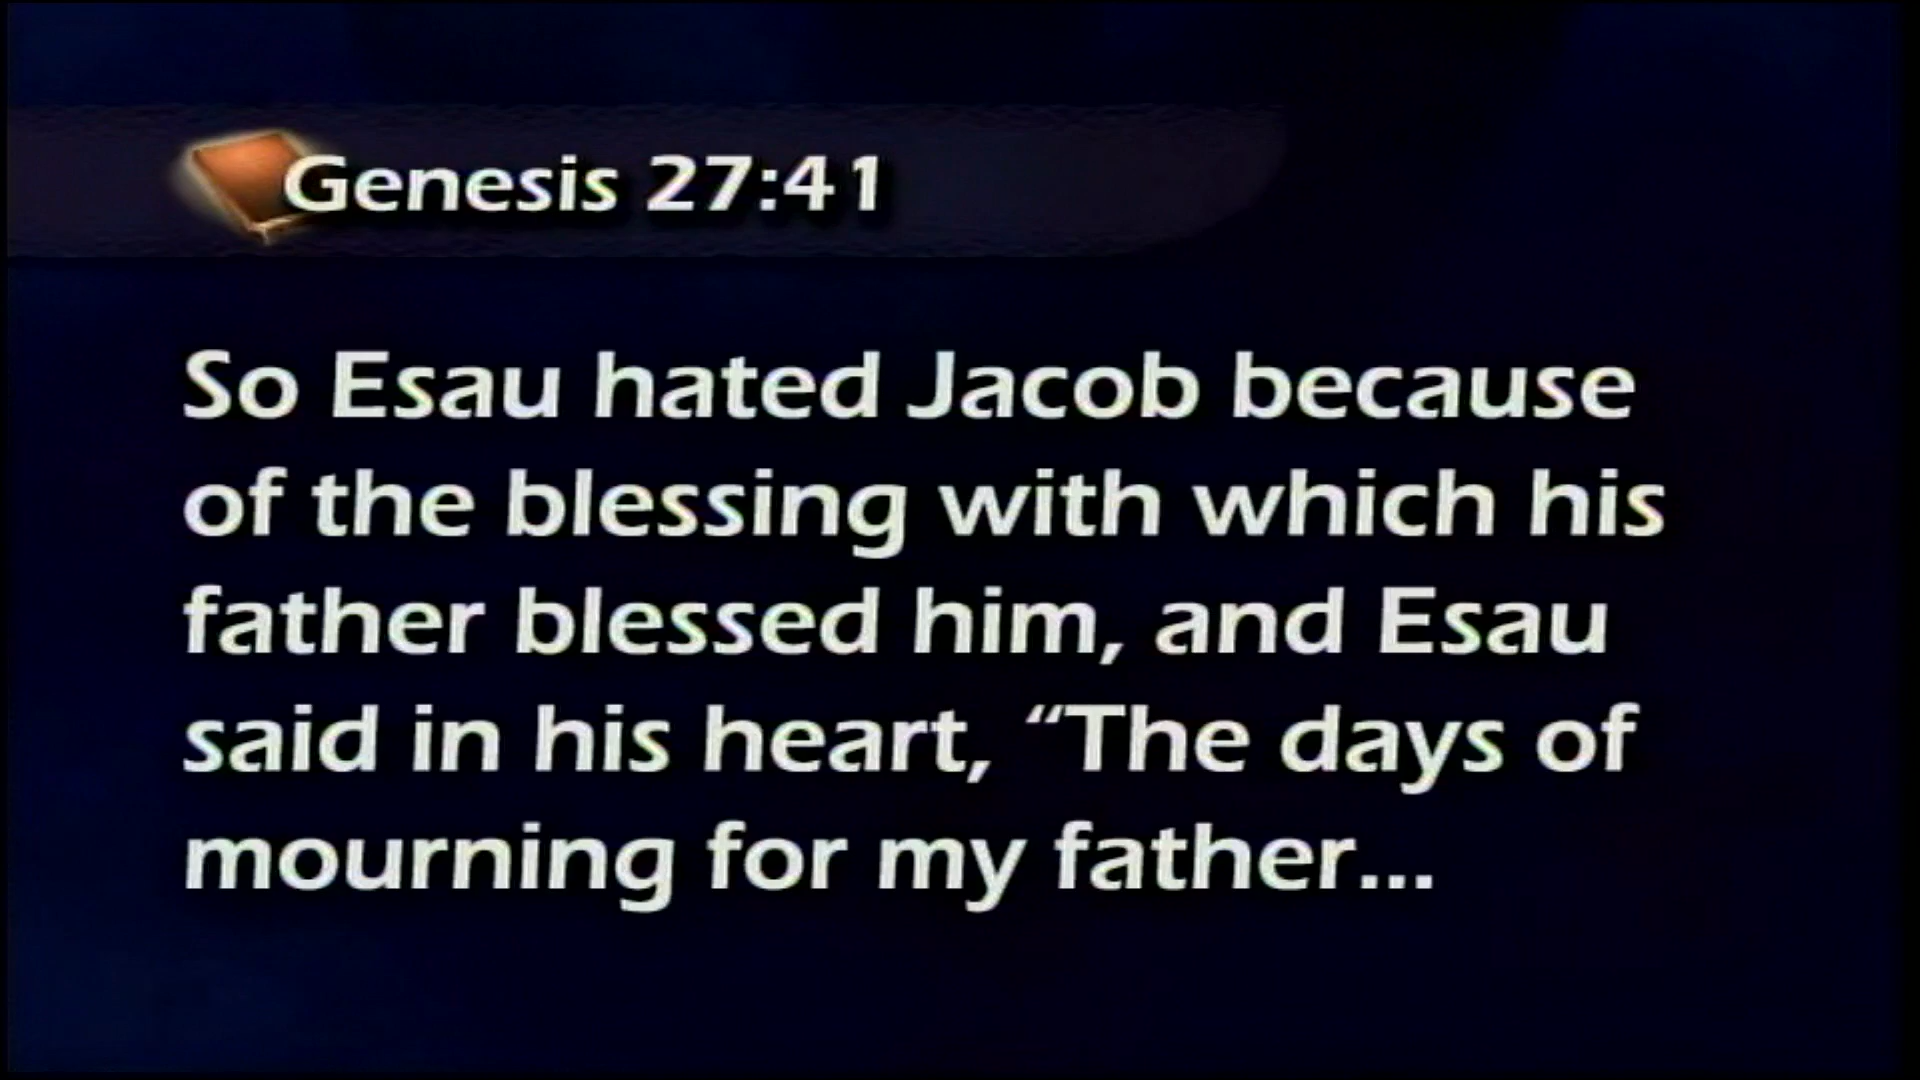 Genesis 27:41
So Esau hated Jacob because
of the blessing with which his
father blessed him, and Esau
said in his heart, “The days of
mourning for my father...